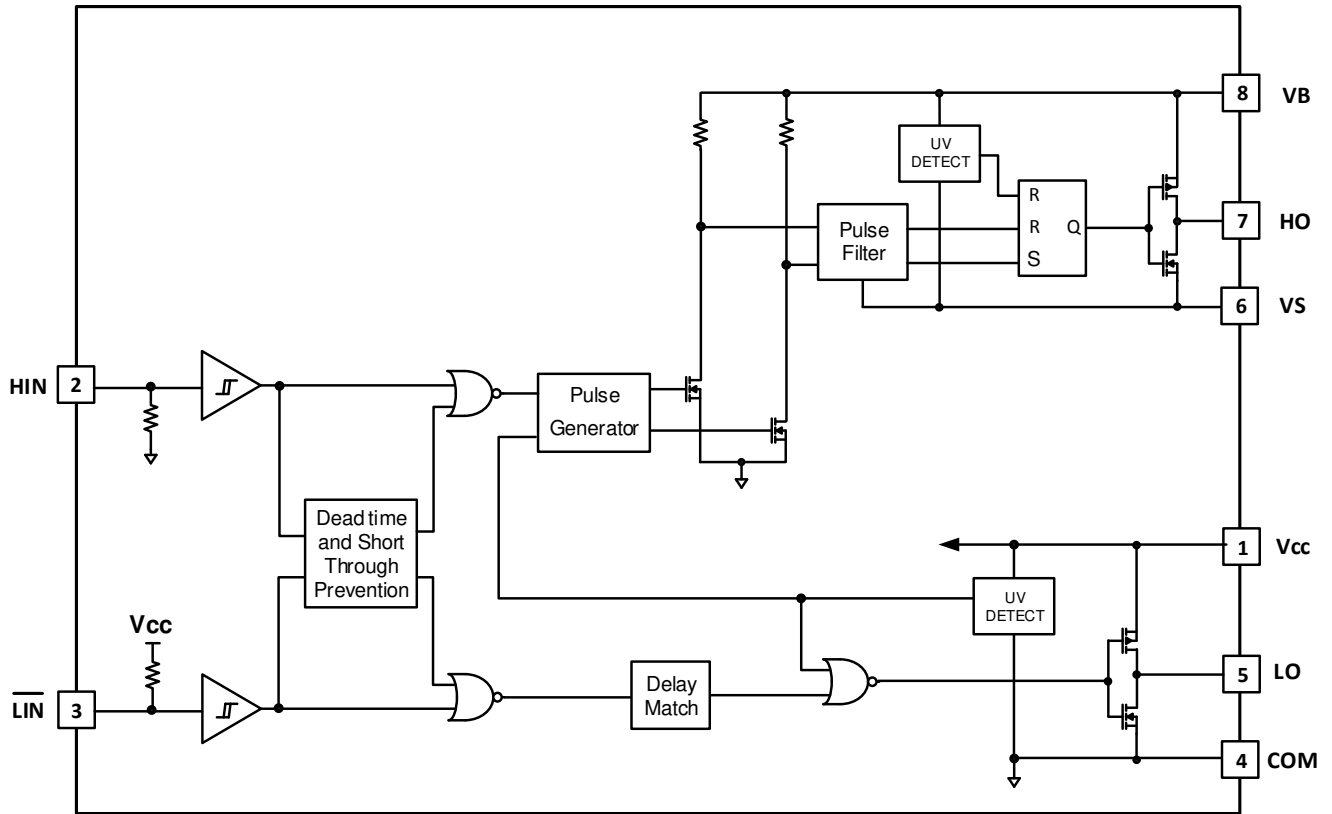 8 VB
UV
DETECT
R
R Q
S
Pulse
Filter
7 HO
6 VS
HIN 2
Pulse
Generator
Dead time
and Short
Through
Prevention
1 Vcc
UV
DETECT
Vcc
LIN 3
Delay
Match
5 LO
4 COM